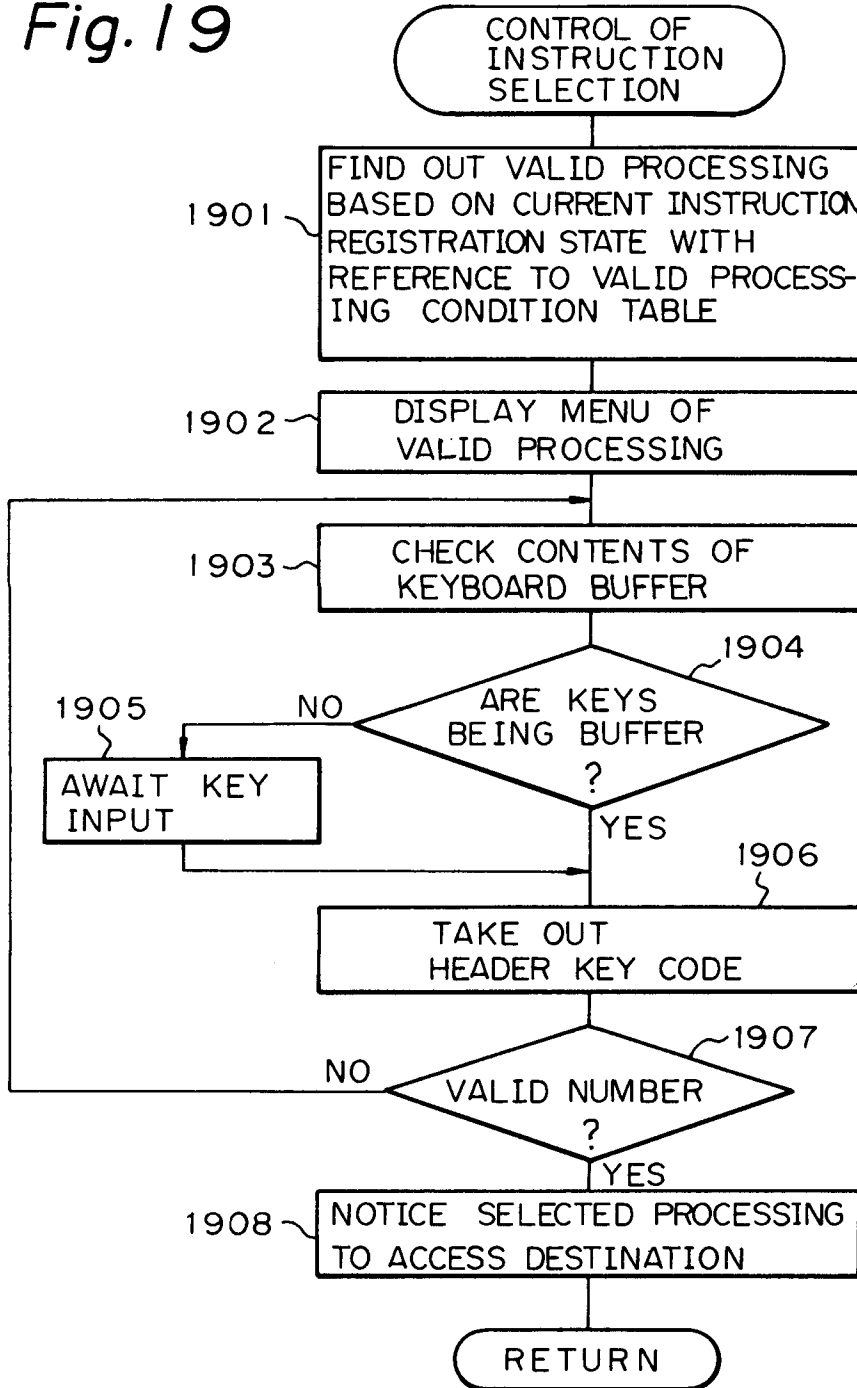 Fig. 19
CONTROL OF
INSTRUCTION
SELECTION
1901
FIND OUT VALID PROCESSING
BASED ON CURRENT INSTRUCTION
REGISTRATION STATE WITH
REFERENCE TO VALID PROCESS-
ING CONDITION TABLE
1902
DISPLAY MENU OF
VALID PROCESSING
1903
CHECK CONTENTS OF
KEYBOARD BUFFER
1904
ARE KEYS
BEING BUFFER
?
NO
YES
1905
AWAIT KEY
INPUT
1906
TAKE OUT
HEADER KEY CODE
1907
VALID NUMBER
?
NO
YES
1908
NOTICE SELECTED PROCESSING
TO ACCESS DESTINATION
RETURN